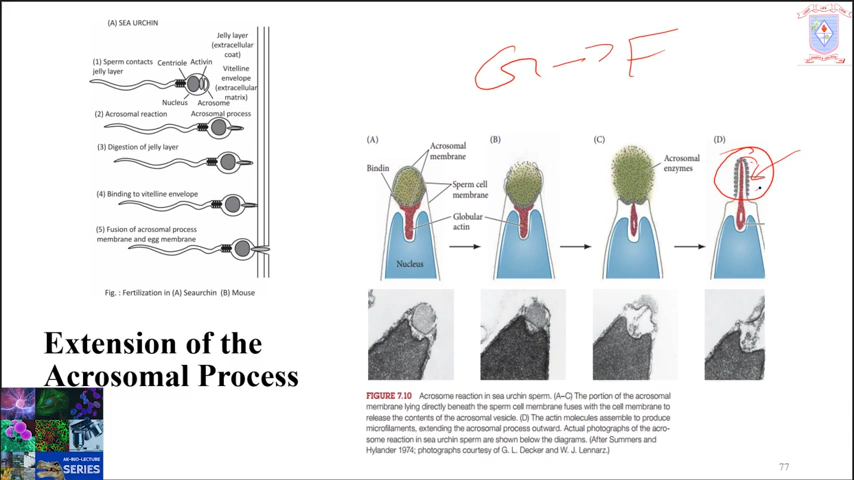 (A) SEA URCHIN
Jelly layer
(extracellular
coat)
(1) Sperm contacts
jelly layer
Centriole
Activin
Vitelline
envelope
(extracellular
matrix)
Nucleus
Acrosome
(2) Acrosomal reaction
Acrosomal process
(3) Digestion of jelly layer
(4) Binding to vitelline envelope
(5) Fusion of acrosomal process
membrane and egg membrane
Fig. : Fertilization in (A) Seaurchin (B) Mouse
Extension of the
Acrosomal Process
G → F
(A)
(B)
(C)
(D)
Acrosomal
membrane
Bindin
Sperm cell
membrane
Globular
actin
Nucleus
Acrosomal
enzymes
FIGURE 7.10 Acrosome reaction in sea urchin sperm. (A–C) The portion of the acrosomal
membrane lying directly beneath the sperm cell membrane fuses with the cell membrane to
release the contents of the acrosomal vesicle. (D) The actin molecules assemble to produce
microfilaments, extending the acrosomal process outward. Actual photographs of the acro-
some reaction in sea urchin sperm are shown below the diagrams. (After Summers and
Hylander 1974; photographs courtesy of G. L. Decker and W. J. Lennarz.)
AK-BIO-LECTURE
SERIES
77